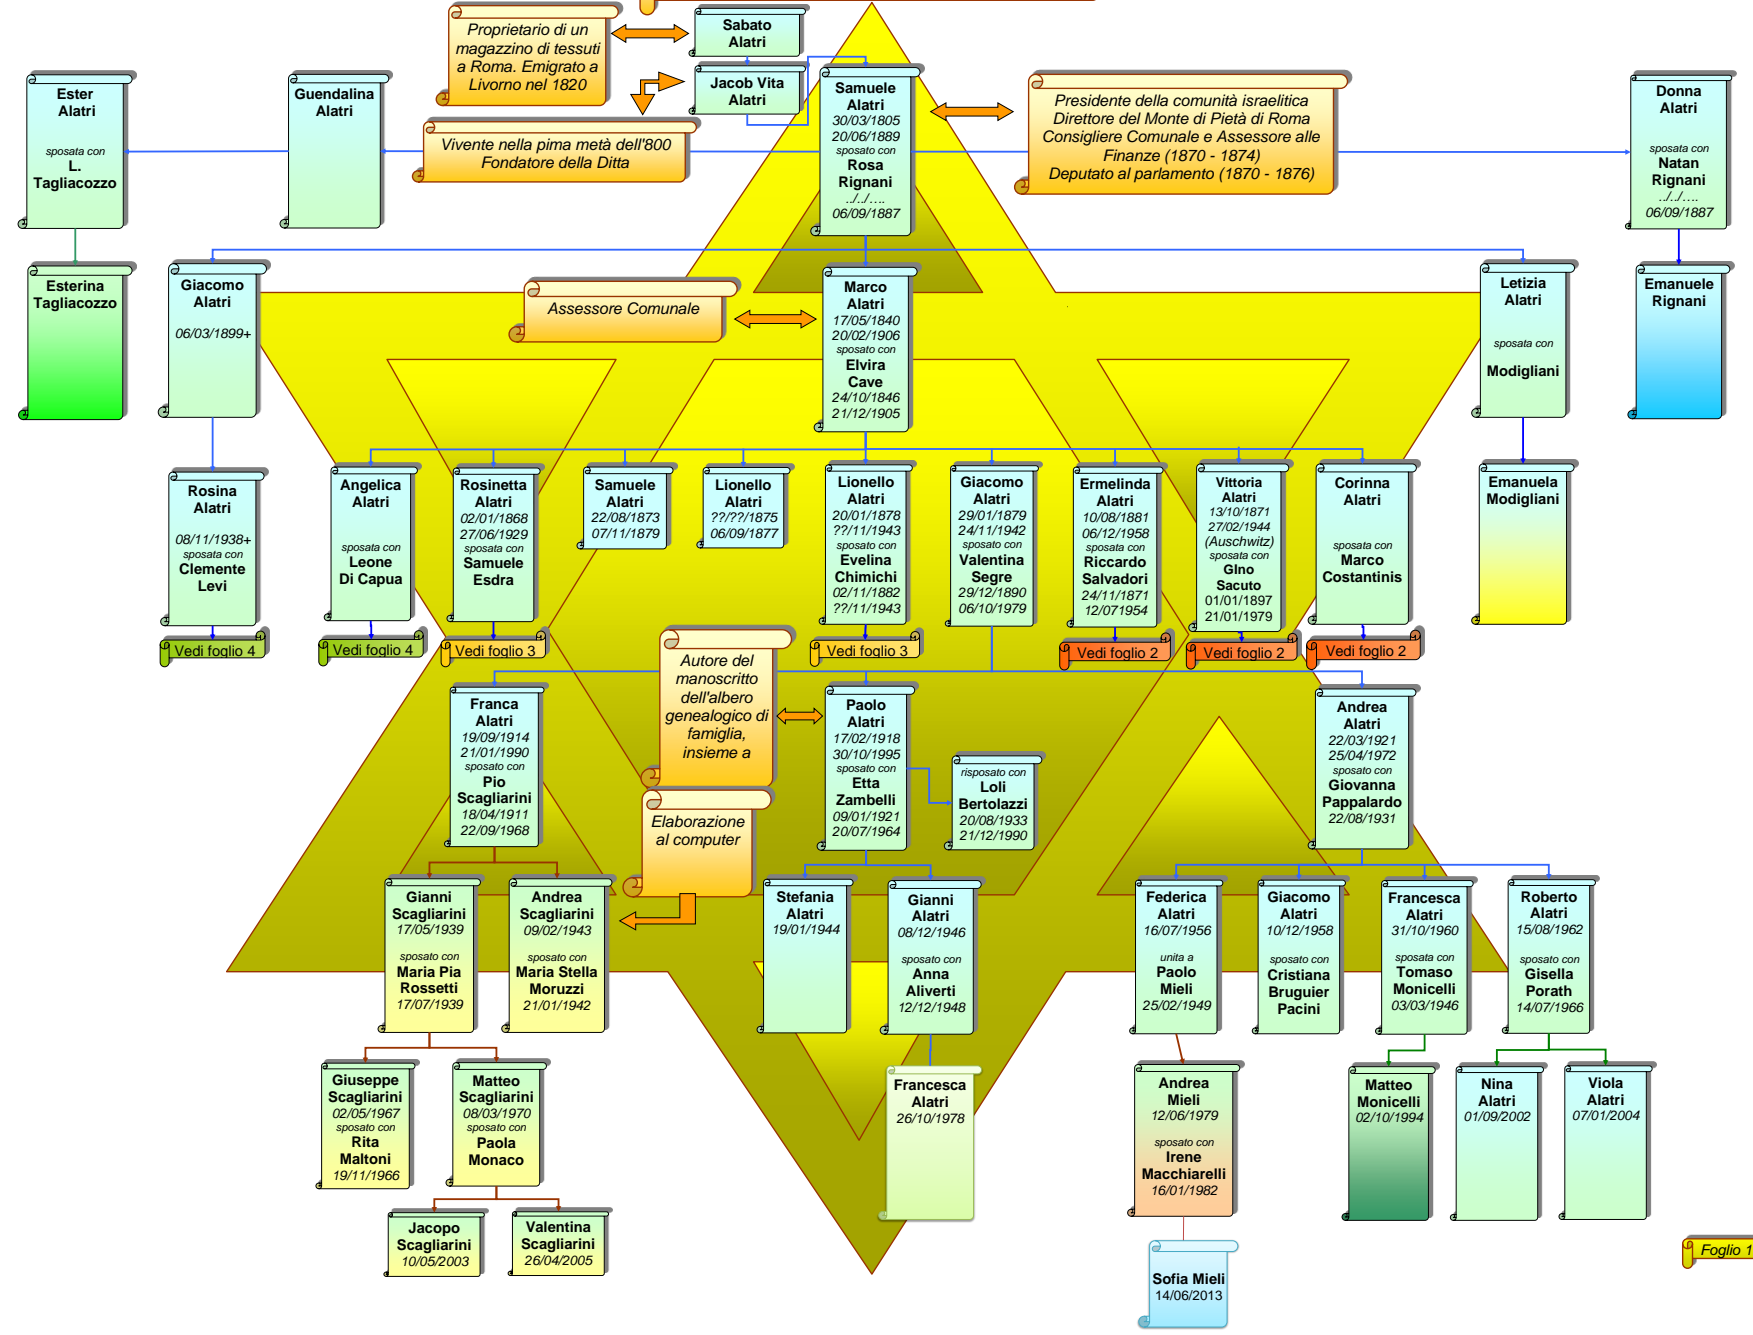 Proprietario di un
magazzino di tessuti
a Roma. Emigrato a
Livorno nel 1820
Sabato
Alatri
Jacob Vita
Alatri
Vivente nella pima metà dell'800
Fondatore della Ditta
Ester
Alatri
sposata con
L.
Tagliacozzo
Guendalina
Alatri
Samuele
Alatri
30/03/1805
20/06/1889
sposato con
Rosa
Rignani
../../....
06/09/1887
Presidente della comunità israelitica
Direttore del Monte di Pietà di Roma
Consigliere Comunale e Assessore alle
Finanze (1870 - 1874)
Deputato al parlamento (1870 - 1876)
Donna
Alatri
sposata con
Natan
Rignani
../../....
06/09/1887
Esterina
Tagliacozzo
Giacomo
Alatri
06/03/1899+
Assessore Comunale
Marco
Alatri
17/05/1840
20/02/1906
sposato con
Elvira
Cave
24/10/1846
21/12/1905
Letizia
Alatri
sposata con
Modigliani
Emanuele
Rignani
Rosina
Alatri
08/11/1938+
sposata con
Clemente
Levi
Vedi foglio 4
Angelica
Alatri
sposata con
Leone
Di Capua
Vedi foglio 4
Rosinetta
Alatri
02/01/1868
27/06/1929
sposata con
Samuele
Esdra
Vedi foglio 3
Samuele
Alatri
22/08/1873
07/11/1879
Lionello
Alatri
??/??/1875
06/09/1877
Lionello
Alatri
20/01/1878
??/11/1943
sposato con
Evelina
Chimichi
02/11/1882
??/11/1943
Vedi foglio 3
Giacomo
Alatri
29/01/1879
24/11/1942
sposato con
Valentina
Segre
29/12/1890
06/10/1979
Ermelinda
Alatri
10/08/1881
06/12/1958
sposata con
Riccardo
Salvadori
24/11/1871
12/071954
Vedi foglio 2
Vittoria
Alatri
13/10/1871
27/02/1944
(Auschwitz)
sposata con
GIno
Sacuto
01/01/1897
21/01/1979
Vedi foglio 2
Corinna
Alatri
sposata con
Marco
Costantinis
Vedi foglio 2
Emanuela
Modigliani
Franca
Alatri
19/09/1914
21/01/1990
sposato con
Pio
Scagliarini
18/04/1911
22/09/1968
Autore del
manoscritto
dell'albero
genealogico di
famiglia,
insieme a
Elaborazione
al computer
Paolo
Alatri
17/02/1918
30/10/1995
sposato con
Etta
Zambelli
09/01/1921
20/07/1964
risposato con
Loli
Bertolazzi
20/08/1933
21/12/1990
Andrea
Alatri
22/03/1921
25/04/1972
sposato con
Giovanna
Pappalardo
22/08/1931
Gianni
Scagliarini
17/05/1939
sposato con
Maria Pia
Rossetti
17/07/1939
Andrea
Scagliarini
09/02/1943
sposato con
Maria Stella
Moruzzi
21/01/1942
Stefania
Alatri
19/01/1944
Gianni
Alatri
08/12/1946
sposato con
Anna
Aliverti
12/12/1948
Federica
Alatri
16/07/1956
unita a
Paolo
Mieli
25/02/1949
Giacomo
Alatri
10/12/1958
sposato con
Cristiana
Bruguier
Pacini
Francesca
Alatri
31/10/1960
sposata con
Tomaso
Monicelli
03/03/1946
Roberto
Alatri
15/08/1962
sposato con
Gisella
Porath
14/07/1966
Giuseppe
Scagliarini
02/05/1967
sposato con
Rita
Maltoni
19/11/1966
Matteo
Scagliarini
08/03/1970
sposato con
Paola
Monaco
Francesca
Alatri
26/10/1978
Andrea
Mieli
12/06/1979
sposato con
Irene
Macchiarelli
16/01/1982
Matteo
Monicelli
02/10/1994
Nina
Alatri
01/09/2002
Viola
Alatri
07/01/2004
Jacopo
Scagliarini
10/05/2003
Valentina
Scagliarini
26/04/2005
Sofia Mieli
14/06/2013
Foglio 1